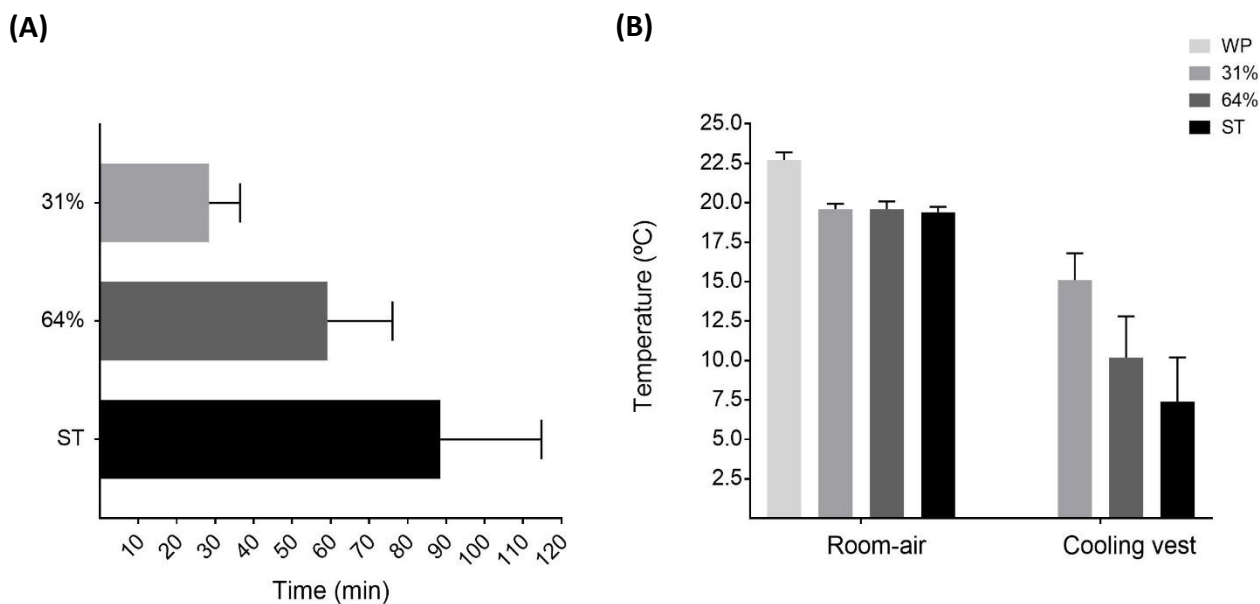 (A)
31%
64%
ST
10 20 30 40 50 60 70 80 90 100 110 120
Time (min)
(B)
WP
31%
64%
ST
25.0
22.5
20.0
17.5
15.0
12.5
10.0
7.5
5.0
2.5
Temperature (ºC)
Room-air Cooling vest